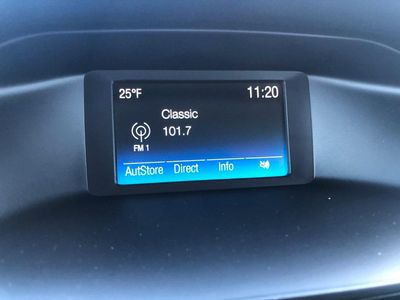 25°F 11:20
Classic
101.7
FM 1
AutStore Direct Info